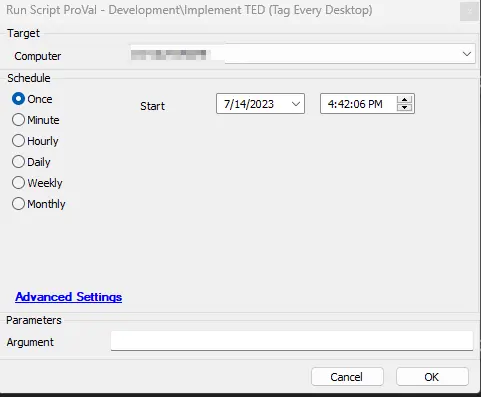 Run Script ProVal - Development\Implement TED (Tag Every Desktop)
x
Target
Computer
Schedule
Once
Start
7/14/2023
4:42:06 PM
Minute
Hourly
Daily
Weekly
Monthly
Advanced Settings
Parameters
Argument
Cancel
OK